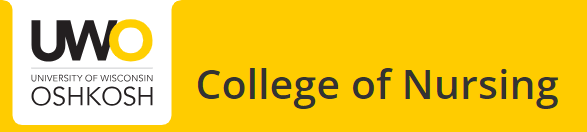 UWO
UNIVERSITY OF WISCONSIN
OSHKOSH
College of Nursing